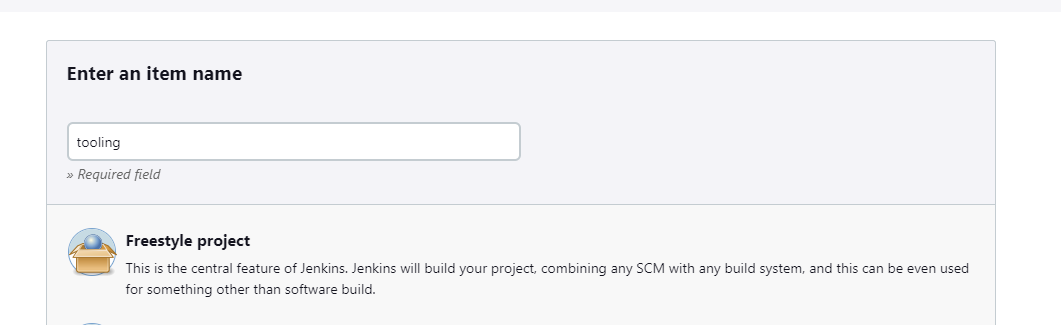 Enter an item name
tooling
» Required field
Freestyle project
This is the central feature of Jenkins. Jenkins will build your project, combining any SCM with any build system, and this can be even used
for something other than software build.